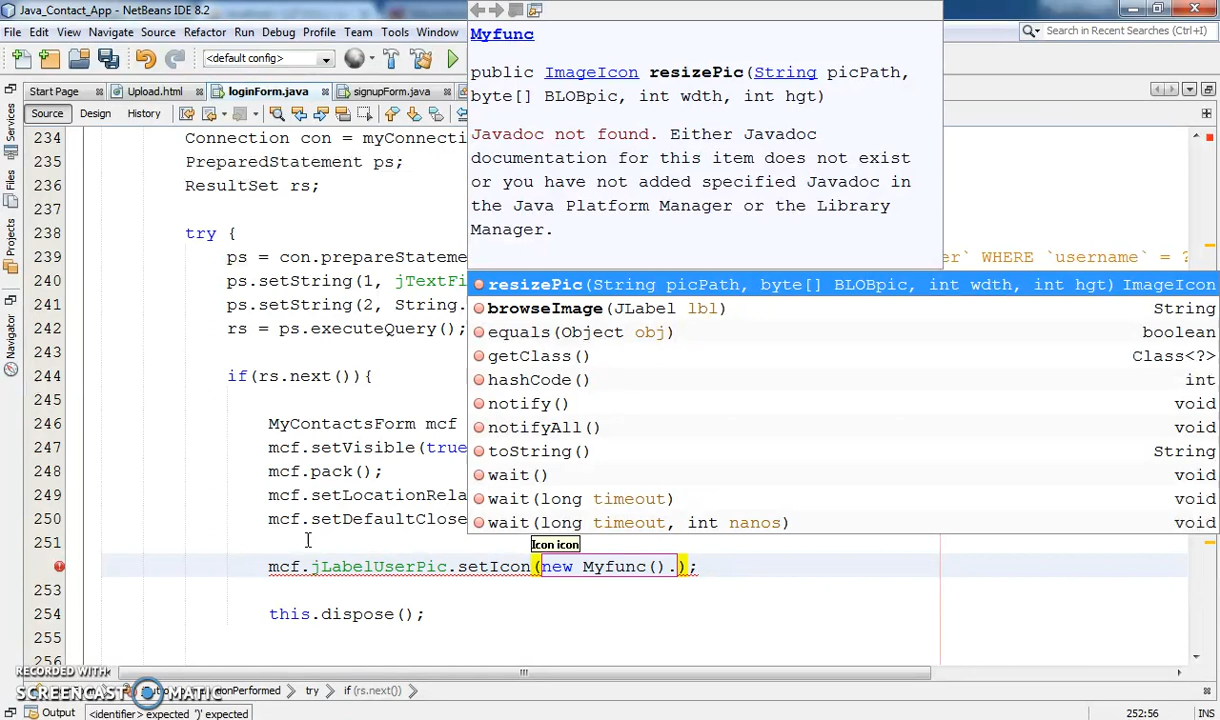 Java_Contact_App - NetBeans IDE 8.2
File Edit View Navigate Source Refactor Run Debug Profile Team Tools Window
Search in Recent Searches (Ctrl+I)
<default config>
Start Page Upload.html loginForm.java signupForm.java
Source Design History
Services
Files
Projects
Navigator
Myfunc
public ImageIcon resizePic(String picPath,
byte[] BLOBpic, int wdth, int hgt)
Javadoc not found. Either Javadoc
documentation for this item does not exist
or you have not added specified Javadoc in
the Java Platform Manager or the Library
Manager.
234 Connection con = myConnecti
235 PreparedStatement ps;
236 ResultSet rs;
237
238 try {
239 ps = con.prepareStateme er` WHERE `username` = ?
240 ps.setString(1, jTextFi
241 ps.setString(2, String.
242 rs = ps.executeQuery();
243
244 if(rs.next()){
245
246 MyContactsForm mcf
247 mcf.setVisible(true
248 mcf.pack();
249 mcf.setLocationRela
250 mcf.setDefaultClose
251
mcf.jLabelUserPic.setIcon(new Myfunc().);
253
254 this.dispose();
255
256
resizePic(String picPath, byte[] BLOBpic, int wdth, int hgt) ImageIcon
browseImage(JLabel lbl) String
equals(Object obj) boolean
getClass() Class<?>
hashCode() int
notify() void
notifyAll() void
toString() String
wait() void
wait(long timeout) void
wait(long timeout, int nanos) void
Icon icon
RECORDED WITH
SCREENCAST MATIC
onPerformed try if (rs.next())
Output <identifier> expected ')' expected 252:56 INS